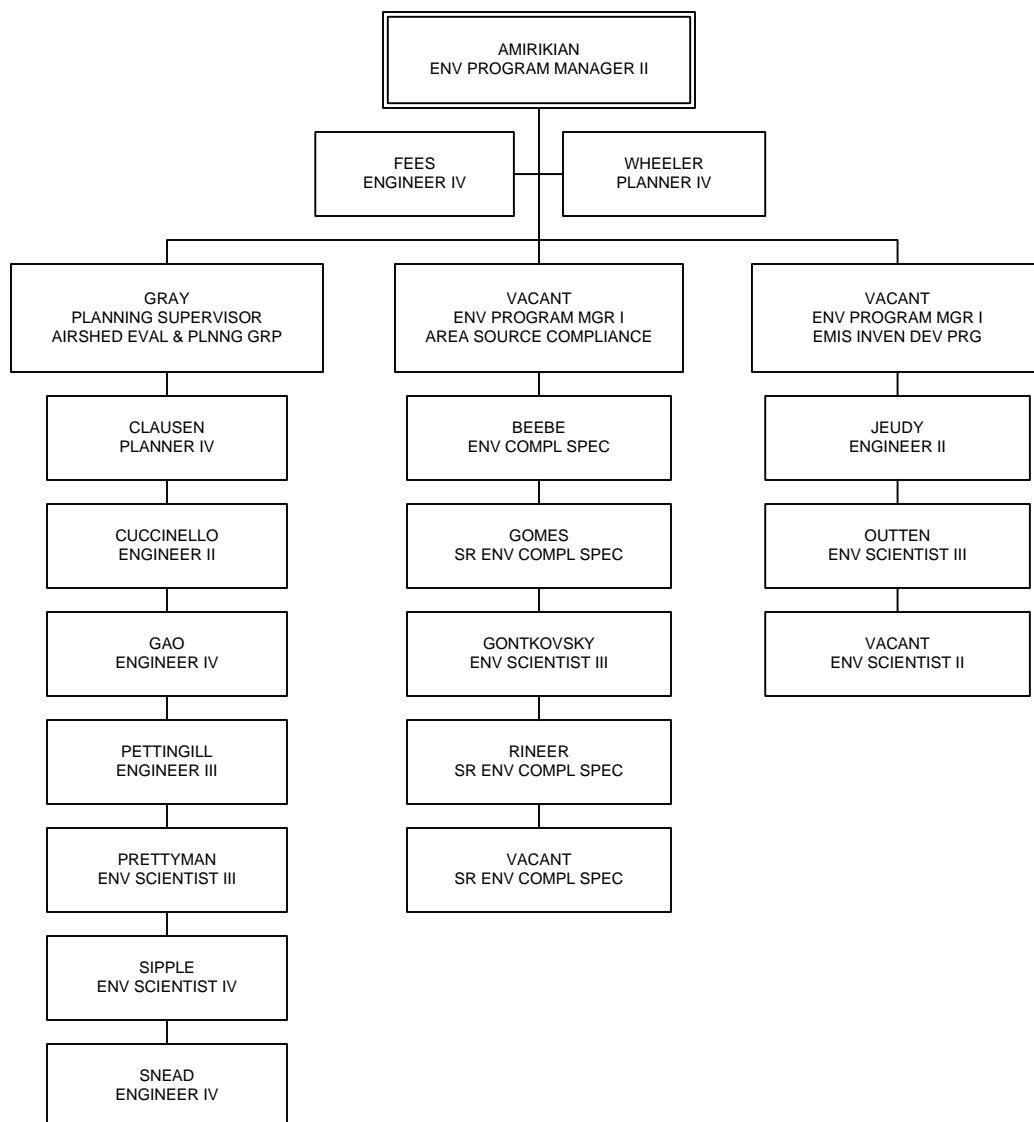 AMIRIKIAN
ENV PROGRAM MANAGER II
FEES
ENGINEER IV
WHEELER
PLANNER IV
GRAY
PLANNING SUPERVISOR
AIRSHED EVAL & PLNNG GRP
VACANT
ENV PROGRAM MGR I
AREA SOURCE COMPLIANCE
VACANT
ENV PROGRAM MGR I
EMIS INVEN DEV PRG
CLAUSEN
PLANNER IV
BEEBE
ENV COMPL SPEC
JEUDY
ENGINEER II
CUCCINELLO
ENGINEER II
GOMES
SR ENV COMPL SPEC
OUTTEN
ENV SCIENTIST III
GAO
ENGINEER IV
GONTKOVSKY
ENV SCIENTIST III
VACANT
ENV SCIENTIST II
PETTINGILL
ENGINEER III
RINEER
SR ENV COMPL SPEC
PRETTYMAN
ENV SCIENTIST III
VACANT
SR ENV COMPL SPEC
SIPPLE
ENV SCIENTIST IV
SNEAD
ENGINEER IV